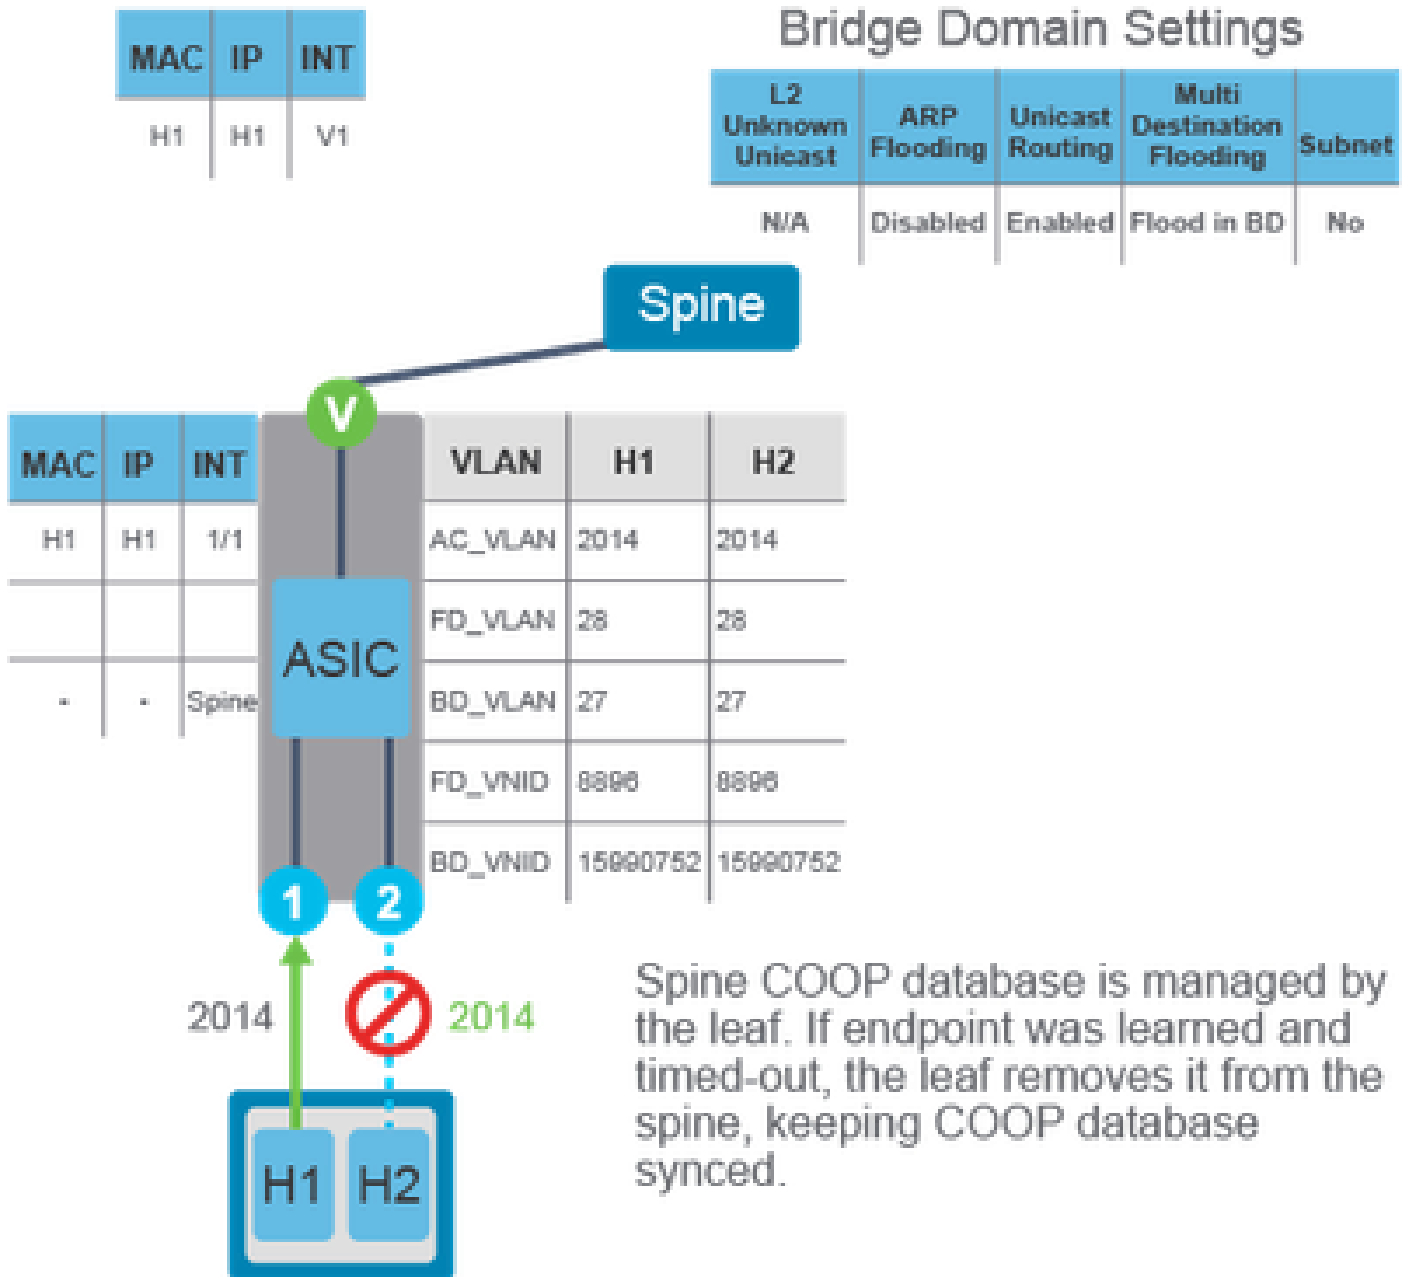 MAC IP INT
H1 H1 V1
Bridge Domain Settings
L2 Unknown Unicast ARP Flooding Unicast Routing Multi Destination Flooding Subnet
N/A Disabled Enabled Flood in BD No
Spine
V
MAC IP INT
H1 H1 1/1
- - Spine
ASIC
VLAN H1 H2
AC_VLAN 2014 2014
FD_VLAN 28 28
BD_VLAN 27 27
FD_VNID 8896 8896
BD_VNID 15990752 15990752
1 2
2014 2014
H1 H2
Spine COOP database is managed by
the leaf. If endpoint was learned and
timed-out, the leaf removes it from the
spine, keeping COOP database
synced.